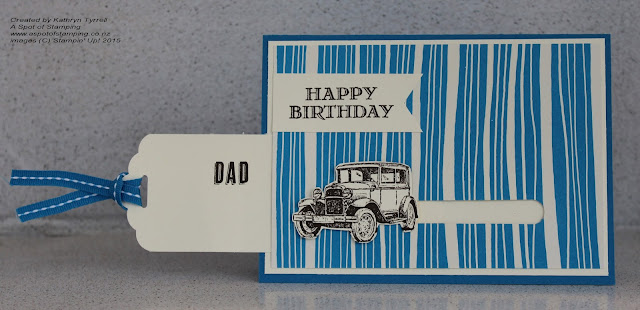 Created by Kathryn Tyrrell
A Spot of Stamping
www.aspotofstamping.co.nz
images (C) Stampin' Up! 2015
HAPPY
BIRTHDAY
DAD